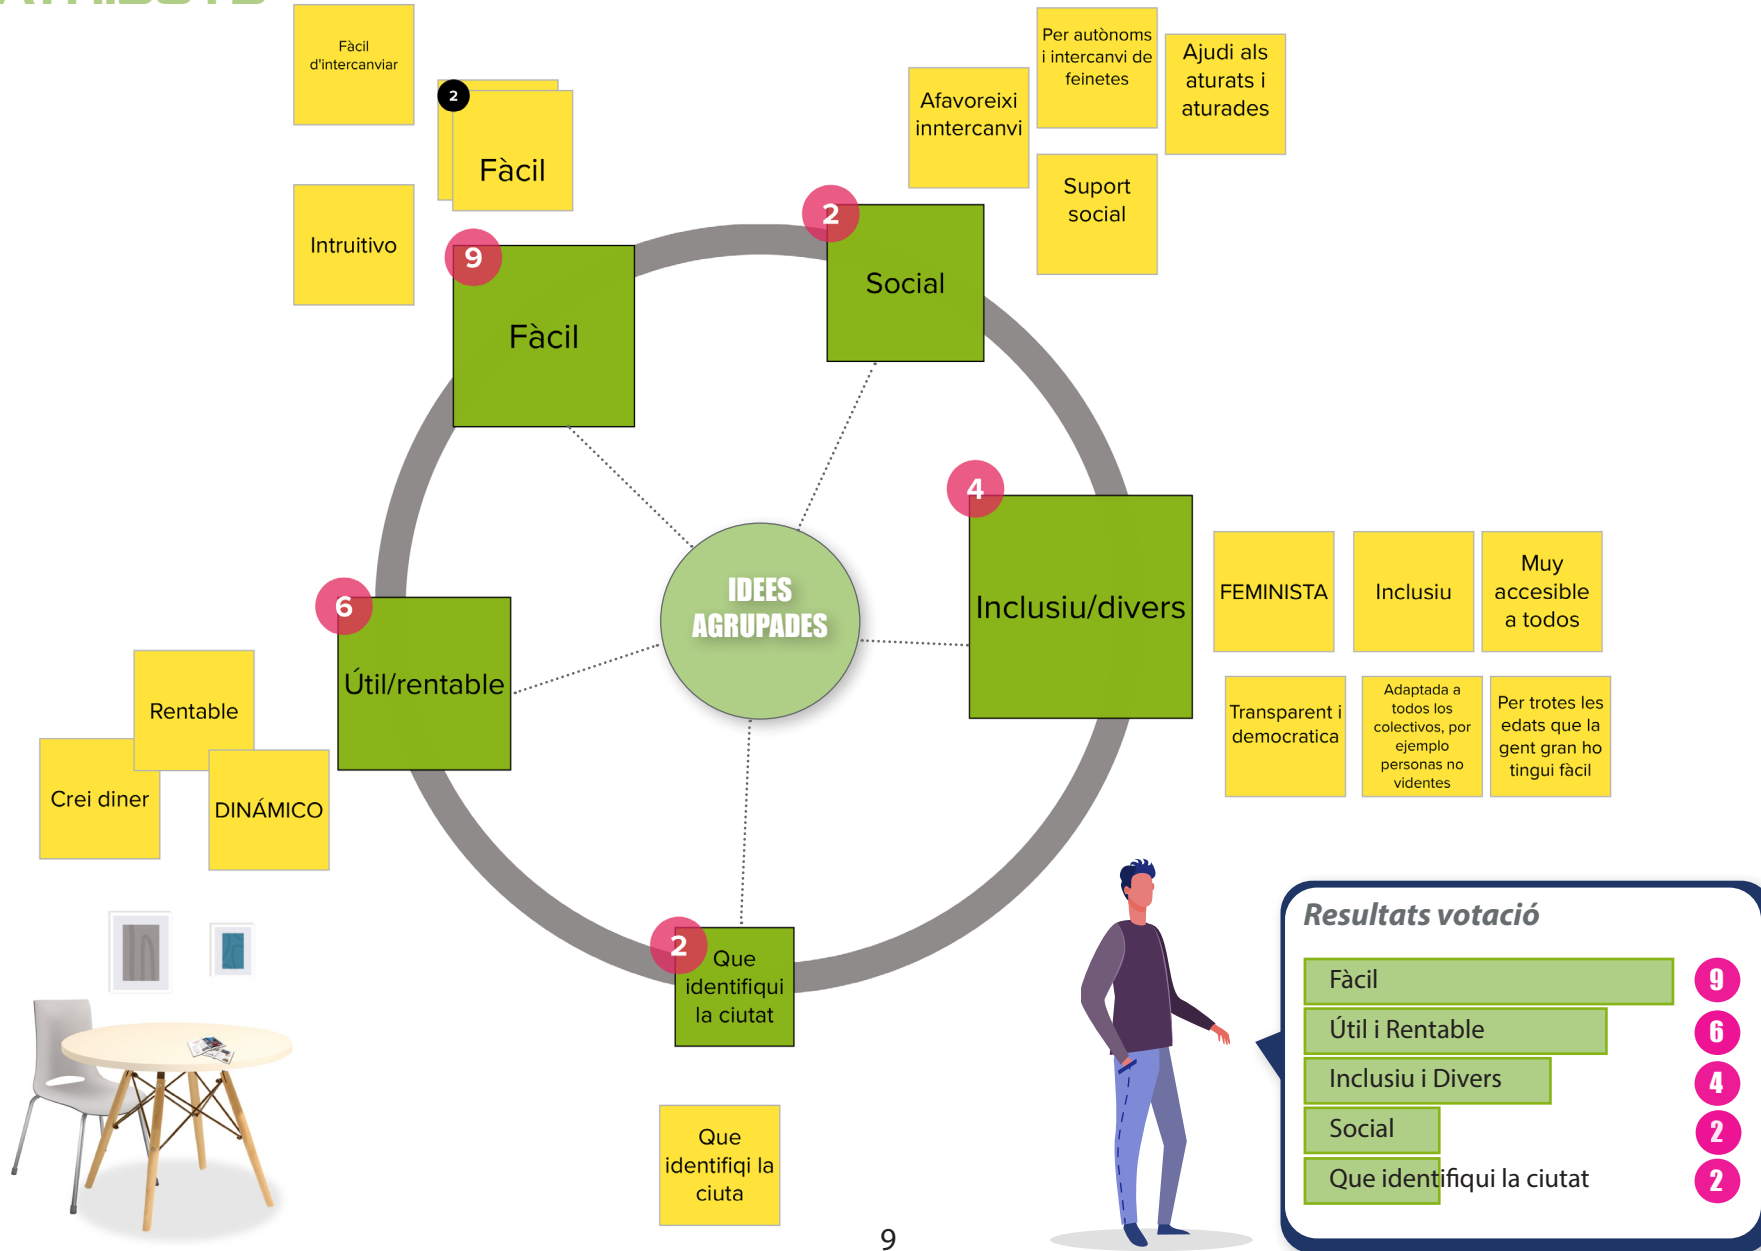 Fàcil
d'intercanviar
2
Fàcil
Intruitivo
Per autònoms
i intercanvi de
feinetes
Ajudi als
aturats i
aturades
Afavoreixi
inntercanvi
Suport
social
9
Fàcil
2
Social
4
Inclusiu/divers
6
Útil/rentable
2
Que
identifiqui
la ciutat
IDEES
AGRUPADES
FEMINISTA
Inclusiu
Muy
accesible
a todos
Transparent i
democratica
Adaptada a
todos los
colectivos, por
ejemplo
personas no
videntes
Per trotes les
edats que la
gent gran ho
tingui fàcil
Rentable
Crei diner
DINÁMICO
Que
identifiqi la
ciuta
Resultats votació
Fàcil 9
Útil i Rentable 6
Inclusiu i Divers 4
Social 2
Que identifiqui la ciutat 2
9